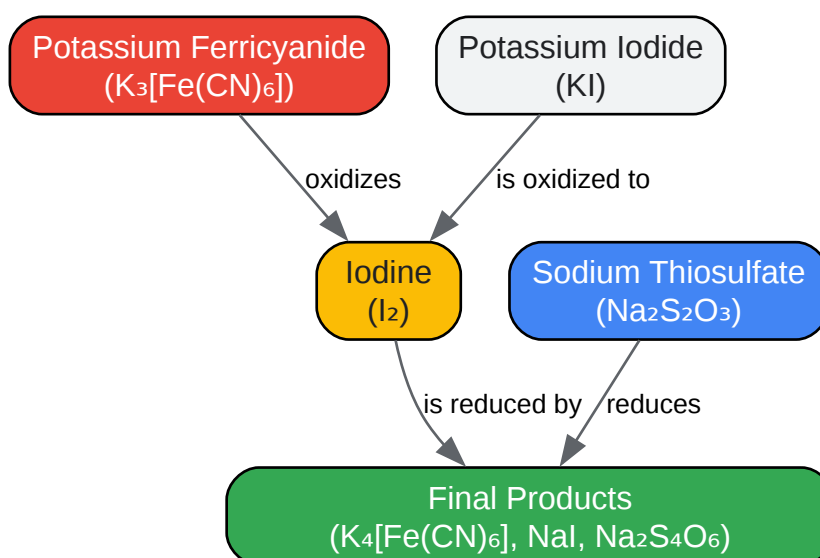 Potassium Ferricyanide
(K₃[Fe(CN)₆])
Potassium Iodide
(KI)
oxidizes
is oxidized to
Iodine
(I₂)
Sodium Thiosulfate
(Na₂S₂O₃)
is reduced by
reduces
Final Products
(K₄[Fe(CN)₆], NaI, Na₂S₄O₆)